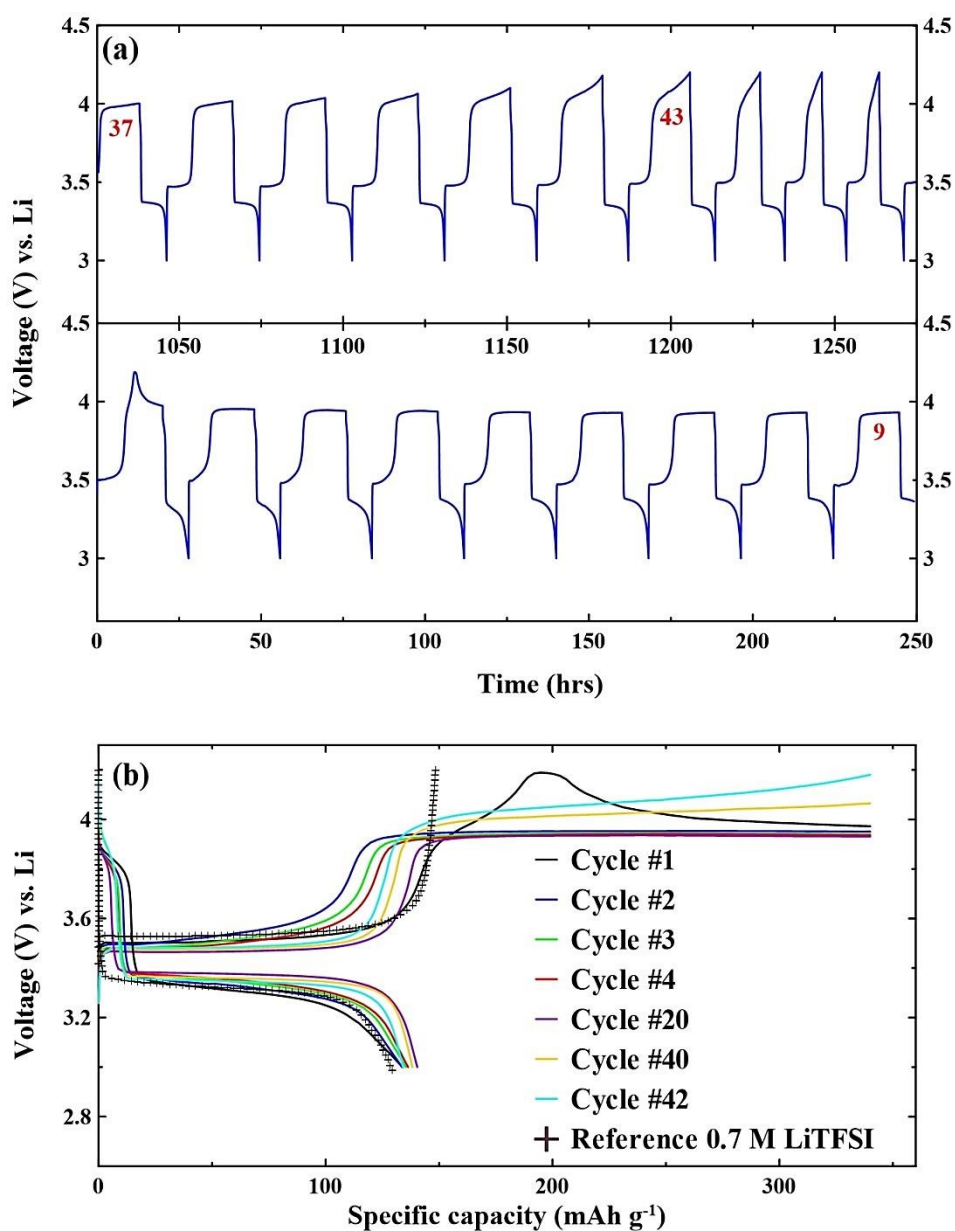 (a)
4.5
4.5
4
4
37
43
3.5
3.5
3
3
4.5
4.5
1050
1100
1150
1200
1250
4
4
9
3.5
3.5
3
3
0
50
100
150
200
250
Voltage (V) vs. Li
Time (hrs)
(b)
4
3.6
3.2
2.8
Voltage (V) vs. Li
Cycle #1
Cycle #2
Cycle #3
Cycle #4
Cycle #20
Cycle #40
Cycle #42
Reference 0.7 M LiTFSI
0
100
200
300
Specific capacity (mAh g⁻¹)